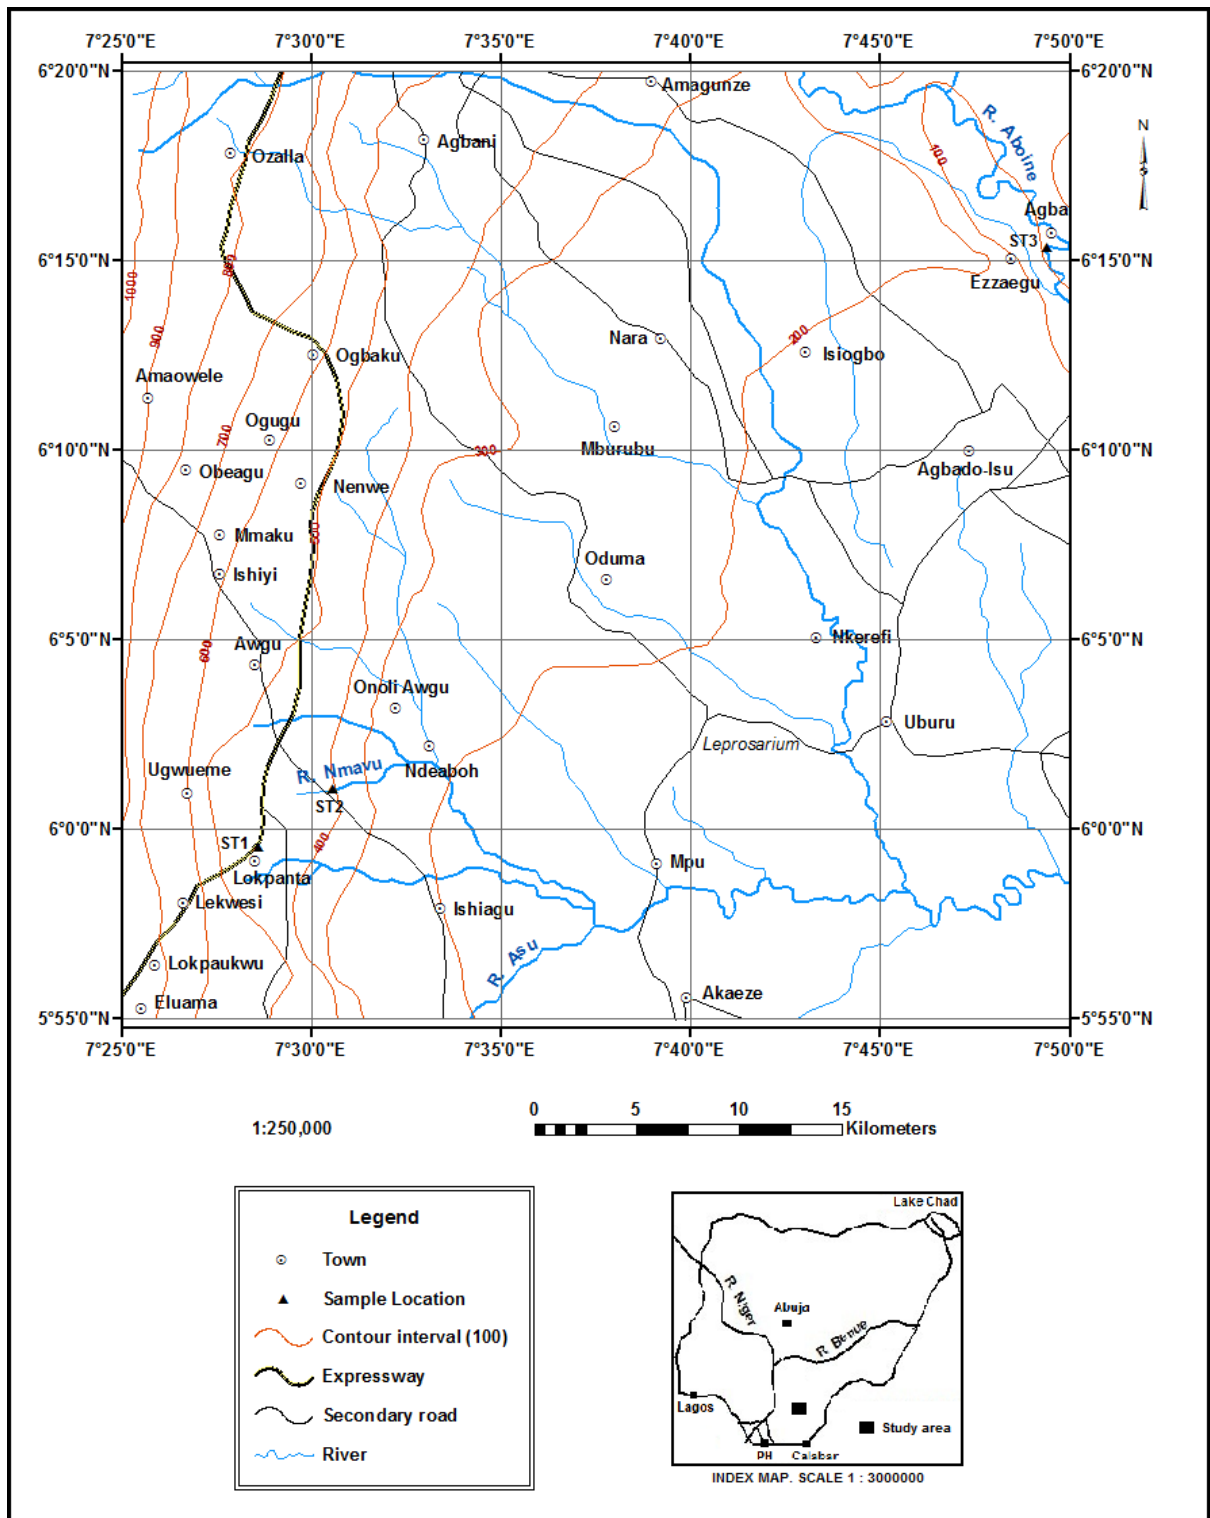 7°25'0"E 7°30'0"E 7°35'0"E 7°40'0"E 7°45'0"E 7°50'0"E
6°20'0"N 6°20'0"N
Amagunze
R. Aboine
N
Agbani
Ozalla
100
Agba
ST3
6°15'0"N 6°15'0"N
800
Ezzaegu
1000
900
Nara
200
Isiogbo
Ogbaku
Amaowele
Ogugu
700
300
Mburubu
6°10'0"N 6°10'0"N
Agbado-Isu
Obeagu
Nenwe
Mmaku
500
Oduma
Ishiyi
6°5'0"N 6°5'0"N
Nkerefi
Awgu
600
Onoli Awgu
Uburu
Leprosarium
Ugwueme
R. Nmavu
Ndeaboh
ST2
6°0'0"N 6°0'0"N
ST1
400
Mpu
Lokpanta
Lekwesi
Ishiagu
R. Asu
Lokpaukwu
Akaeze
Eluama
5°55'0"N 5°55'0"N
7°25'0"E 7°30'0"E 7°35'0"E 7°40'0"E 7°45'0"E 7°50'0"E
0 5 10 15
1:250,000
Kilometers
Legend
Town
Sample Location
Contour interval (100)
Expressway
Secondary road
River
Lake Chad
R. Niger
Abuja
R. Benue
Lagos
Study area
PH
Calabar
INDEX MAP. SCALE 1 : 3000000